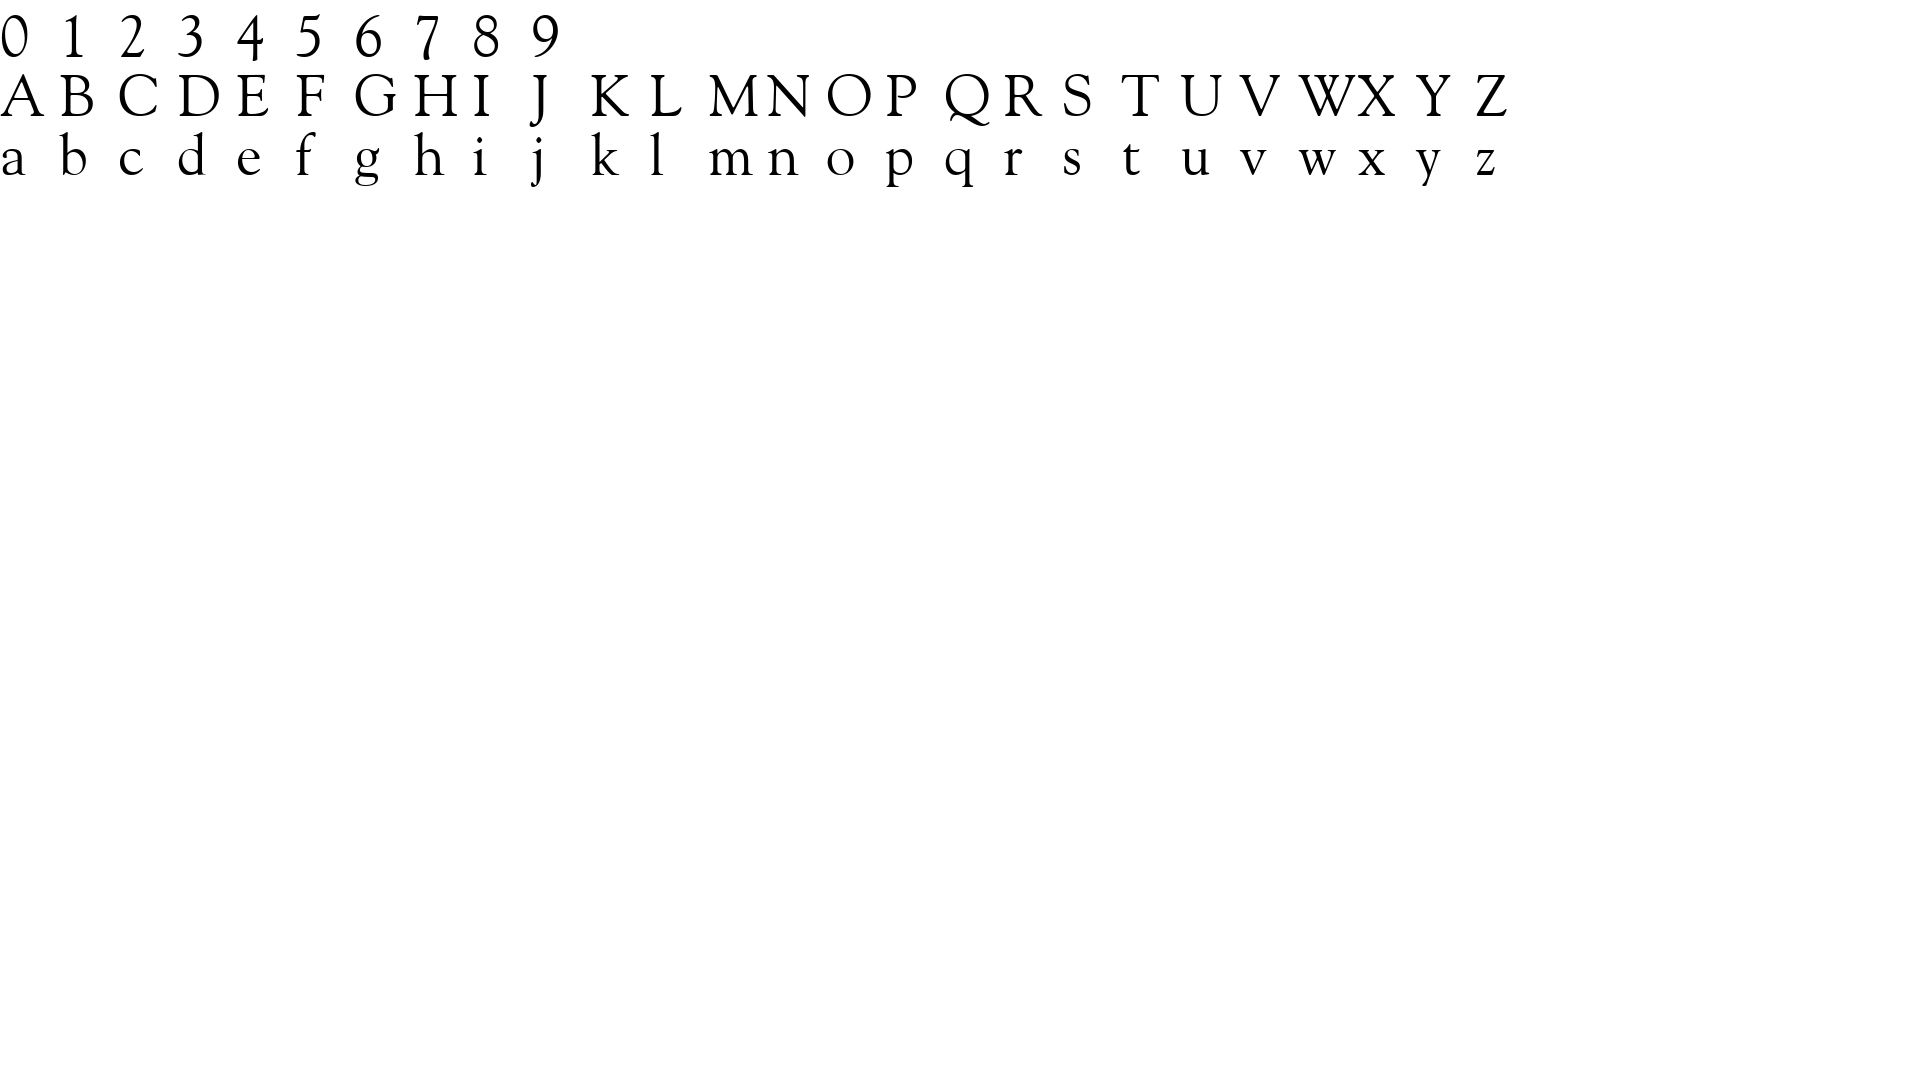 0 1 2 3 4 5 6 7 8 9
A B C D E F G H I J K L M N O P Q R S T U V W X Y Z
a b c d e f g h i j k l m n o p q r s t u v w x y z